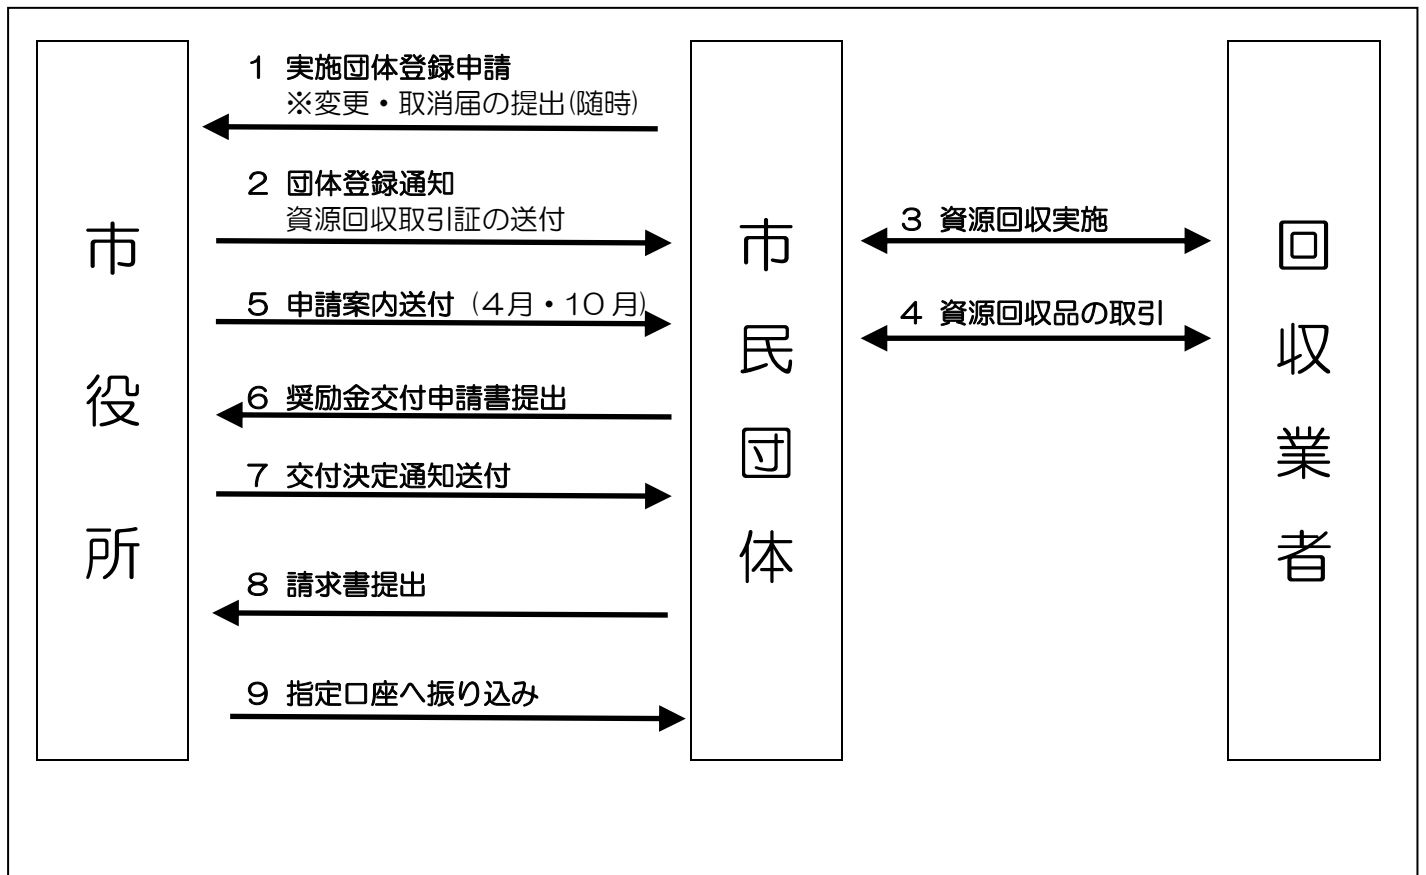 市役所
1 実施団体登録申請
※変更・取消届の提出(随時)
2 団体登録通知
資源回収取引証の送付
5 申請案内送付（4月・10月)
6 奨励金交付申請書提出
7 交付決定通知送付
8 請求書提出
9 指定口座へ振り込み
市民団体
3 資源回収実施
4 資源回収品の取引
回収業者